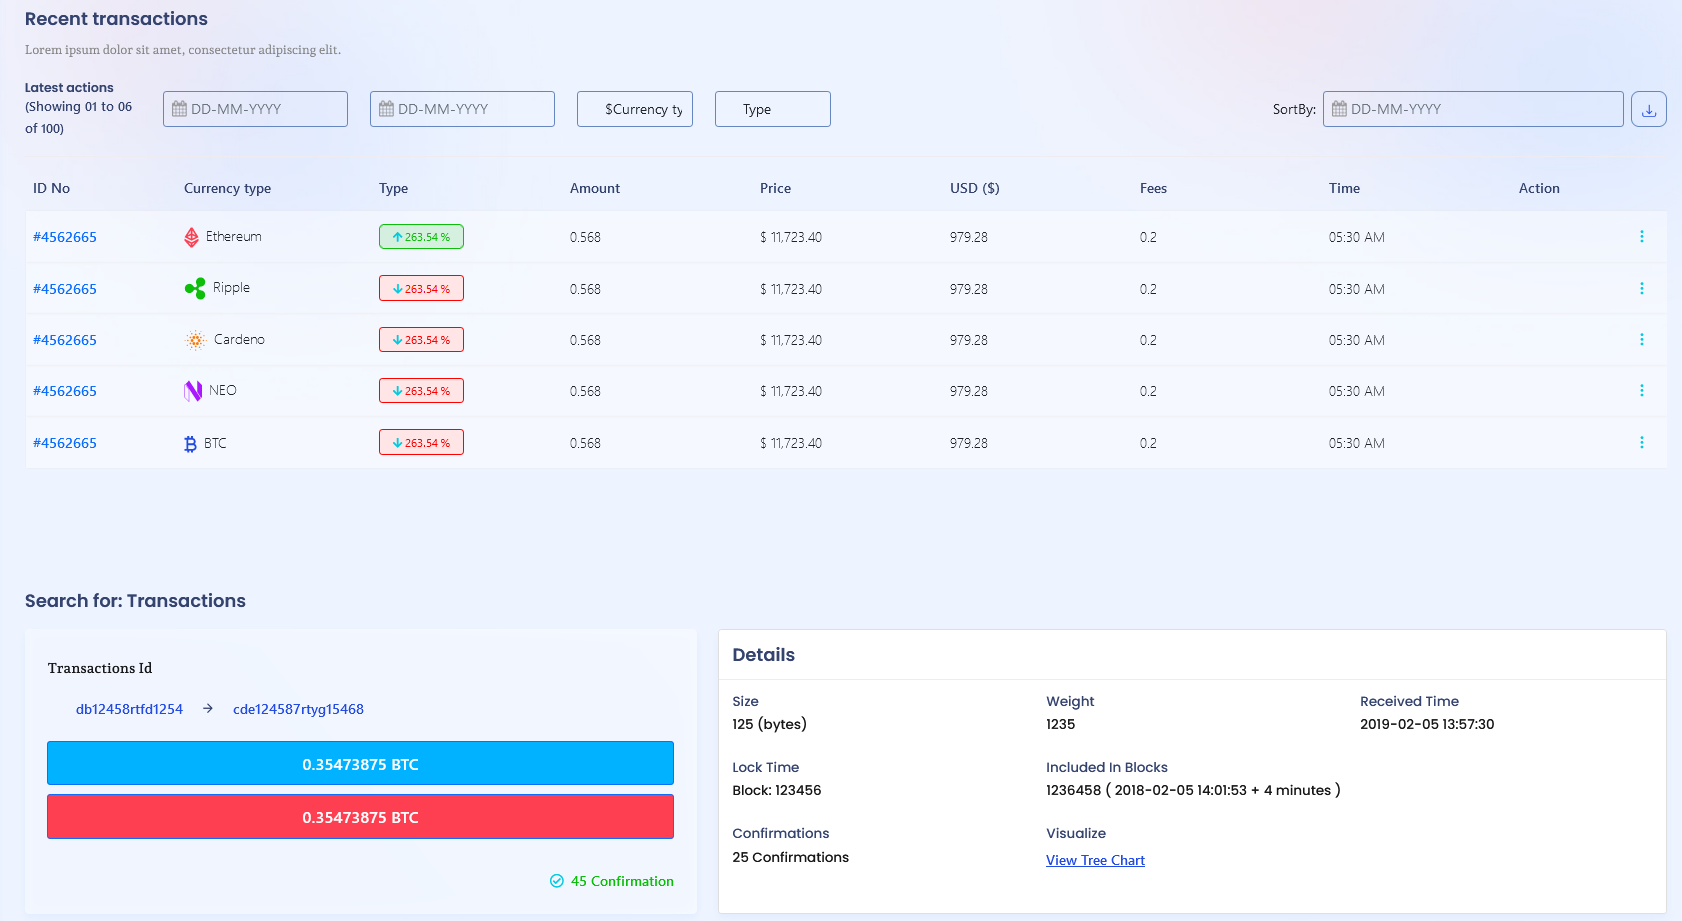 Recent transactions
Lorem ipsum dolor sit amet, consectetur adipiscing elit.
Latest actions
(Showing 01 to 06
of 100)
DD-MM-YYYY DD-MM-YYYY $Currency ty Type SortBy: DD-MM-YYYY
ID No Currency type Type Amount Price USD ($) Fees Time Action
#4562665 Ethereum 263.54 % 0.568 $ 11,723.40 979.28 0.2 05:30 AM
#4562665 Ripple 263.54 % 0.568 $ 11,723.40 979.28 0.2 05:30 AM
#4562665 Cardeno 263.54 % 0.568 $ 11,723.40 979.28 0.2 05:30 AM
#4562665 NEO 263.54 % 0.568 $ 11,723.40 979.28 0.2 05:30 AM
#4562665 BTC 263.54 % 0.568 $ 11,723.40 979.28 0.2 05:30 AM
Search for: Transactions
Transactions Id
db12458rtfd1254 → cde124587rtyg15468
0.35473875 BTC
0.35473875 BTC
45 Confirmation
Details
Size Weight Received Time
125 (bytes) 1235 2019-02-05 13:57:30
Lock Time Included In Blocks
Block: 123456 1236458 ( 2018-02-05 14:01:53 + 4 minutes )
Confirmations Visualize
25 Confirmations View Tree Chart